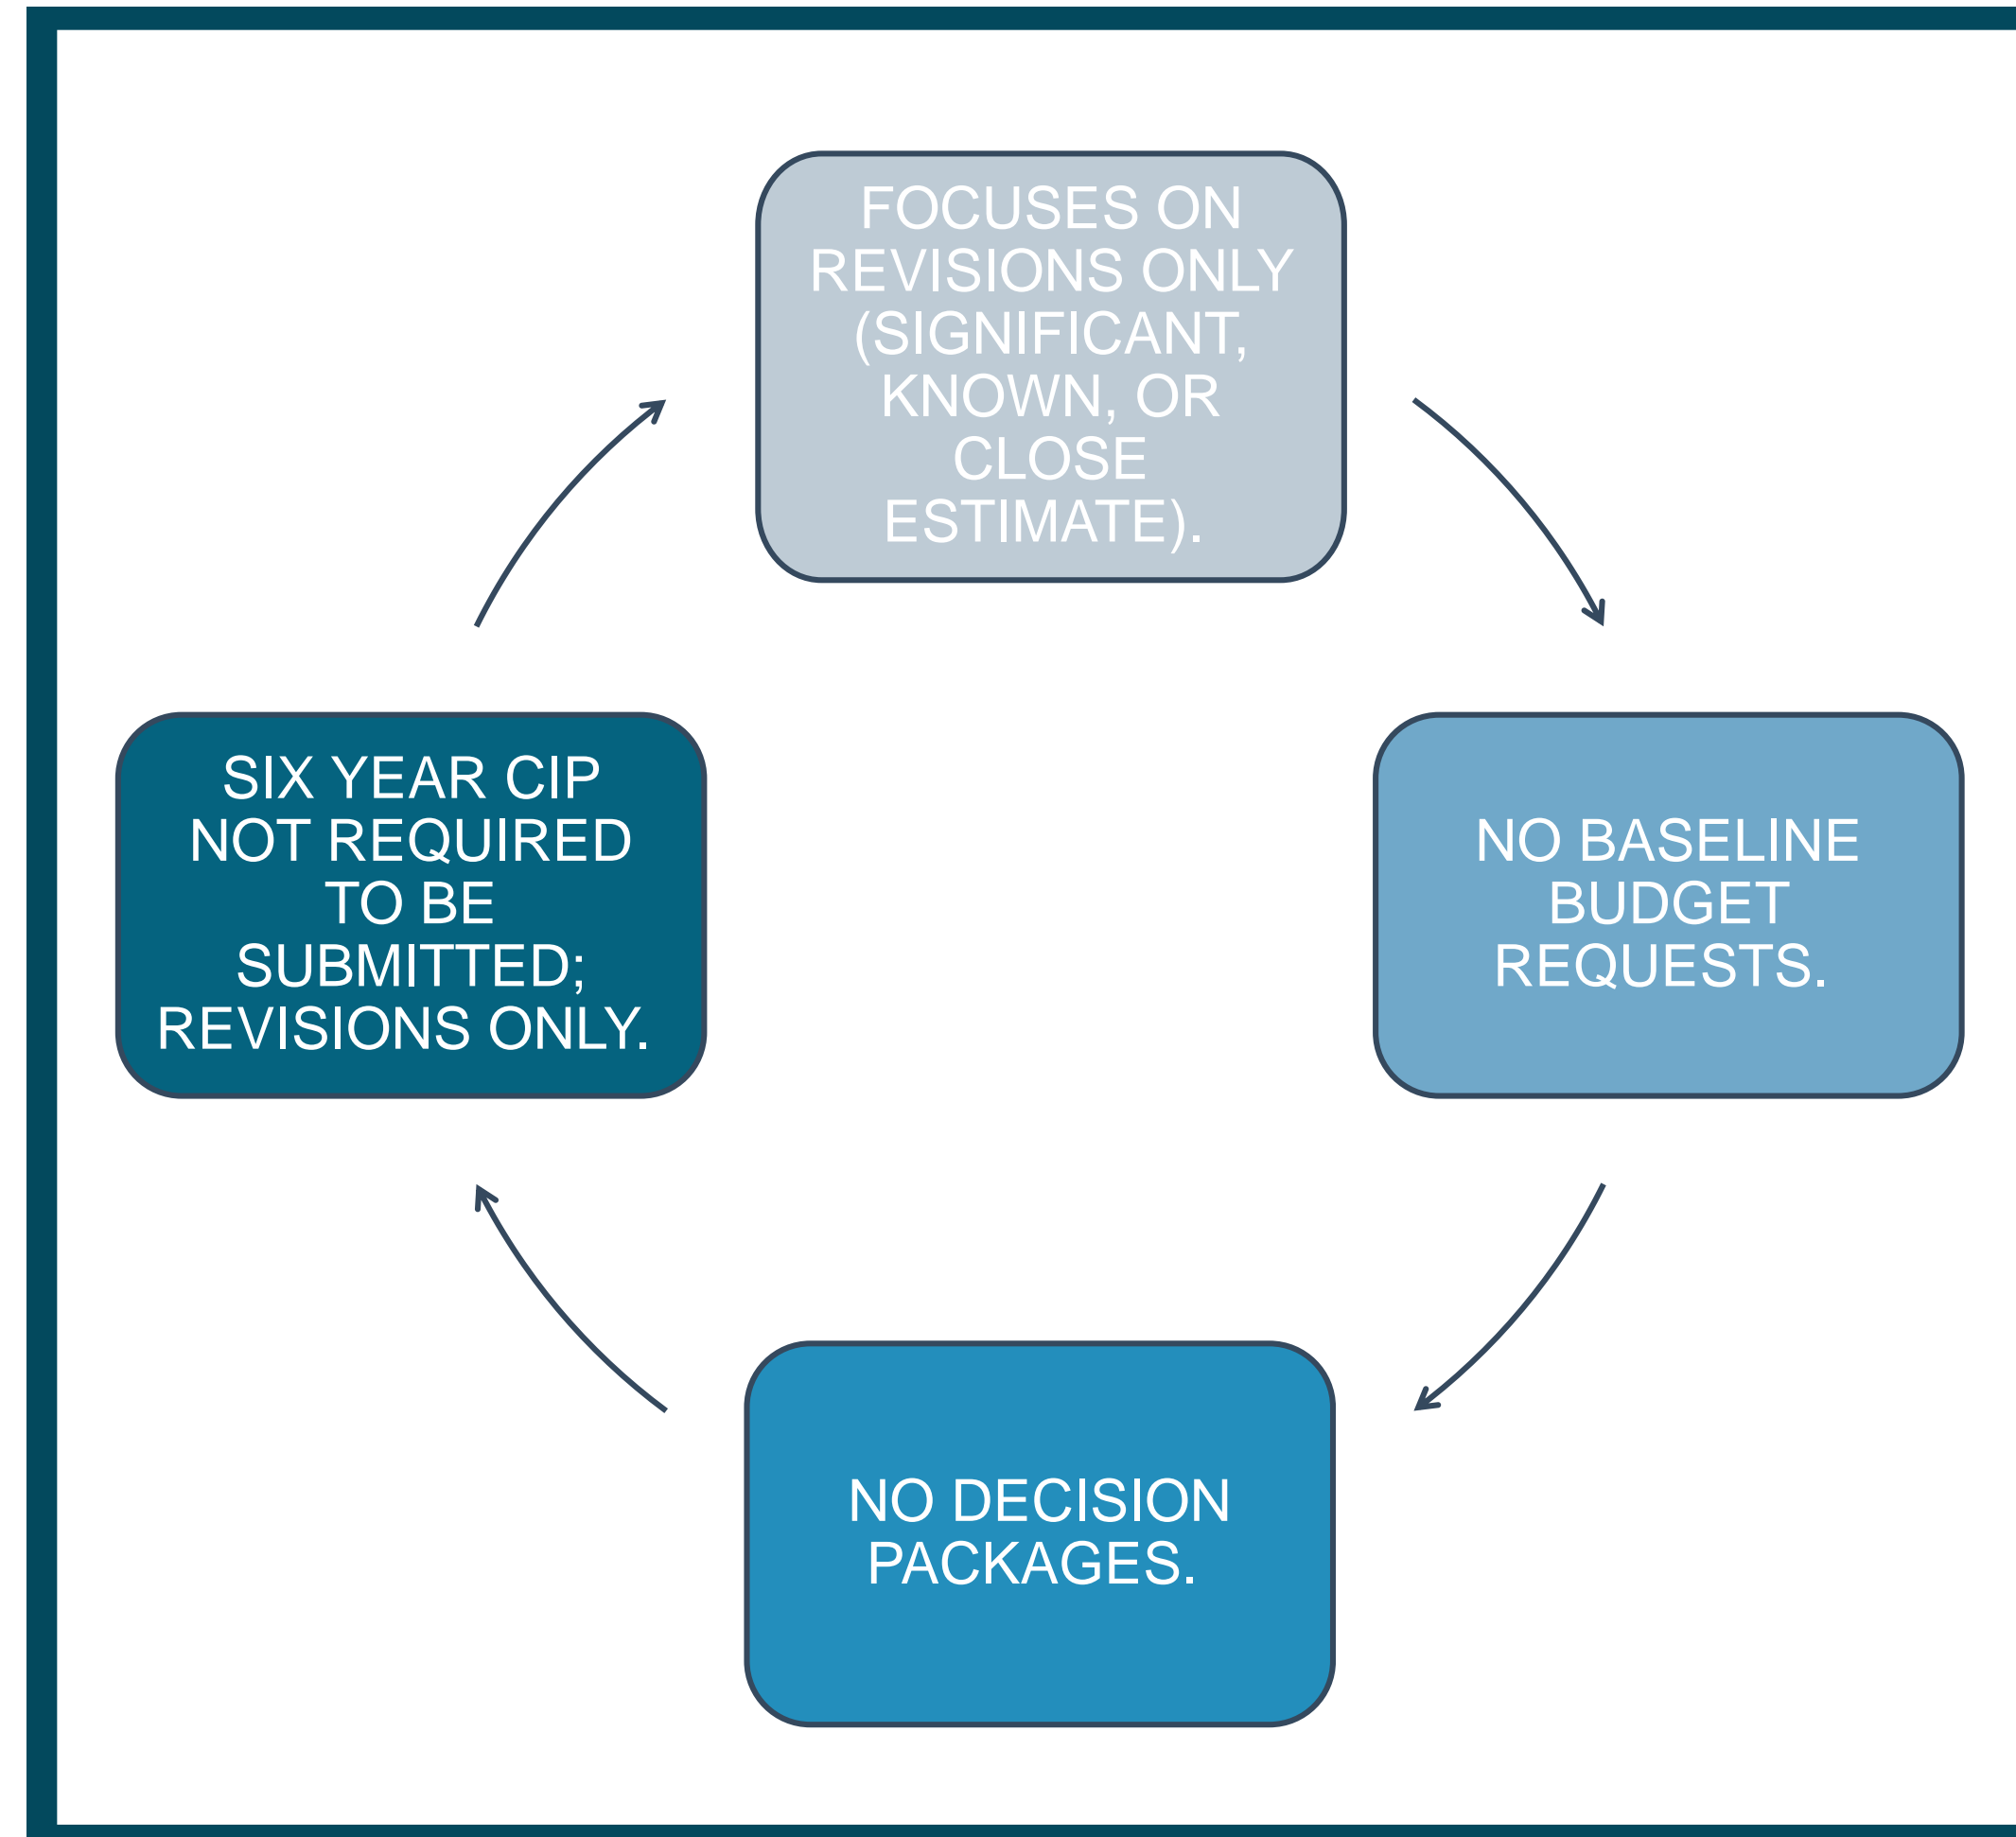 FOCUSES ON
REVISIONS ONLY
(SIGNIFICANT,
KNOWN, OR
CLOSE
ESTIMATE).
NO BASELINE
BUDGET
REQUESTS.
NO DECISION
PACKAGES.
SIX YEAR CIP
NOT REQUIRED
TO BE
SUBMITTED;
REVISIONS ONLY.